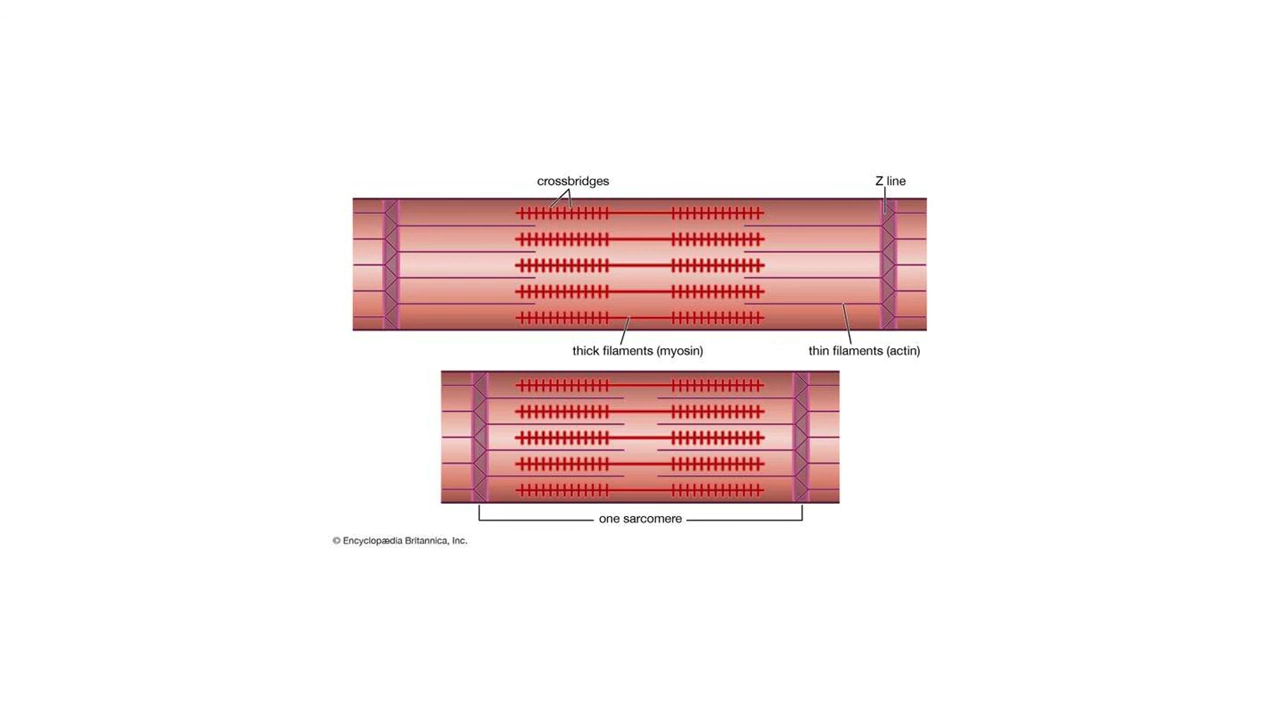 crossbridges
Z line
thick filaments (myosin)
thin filaments (actin)
one sarcomere
© Encyclopædia Britannica, Inc.